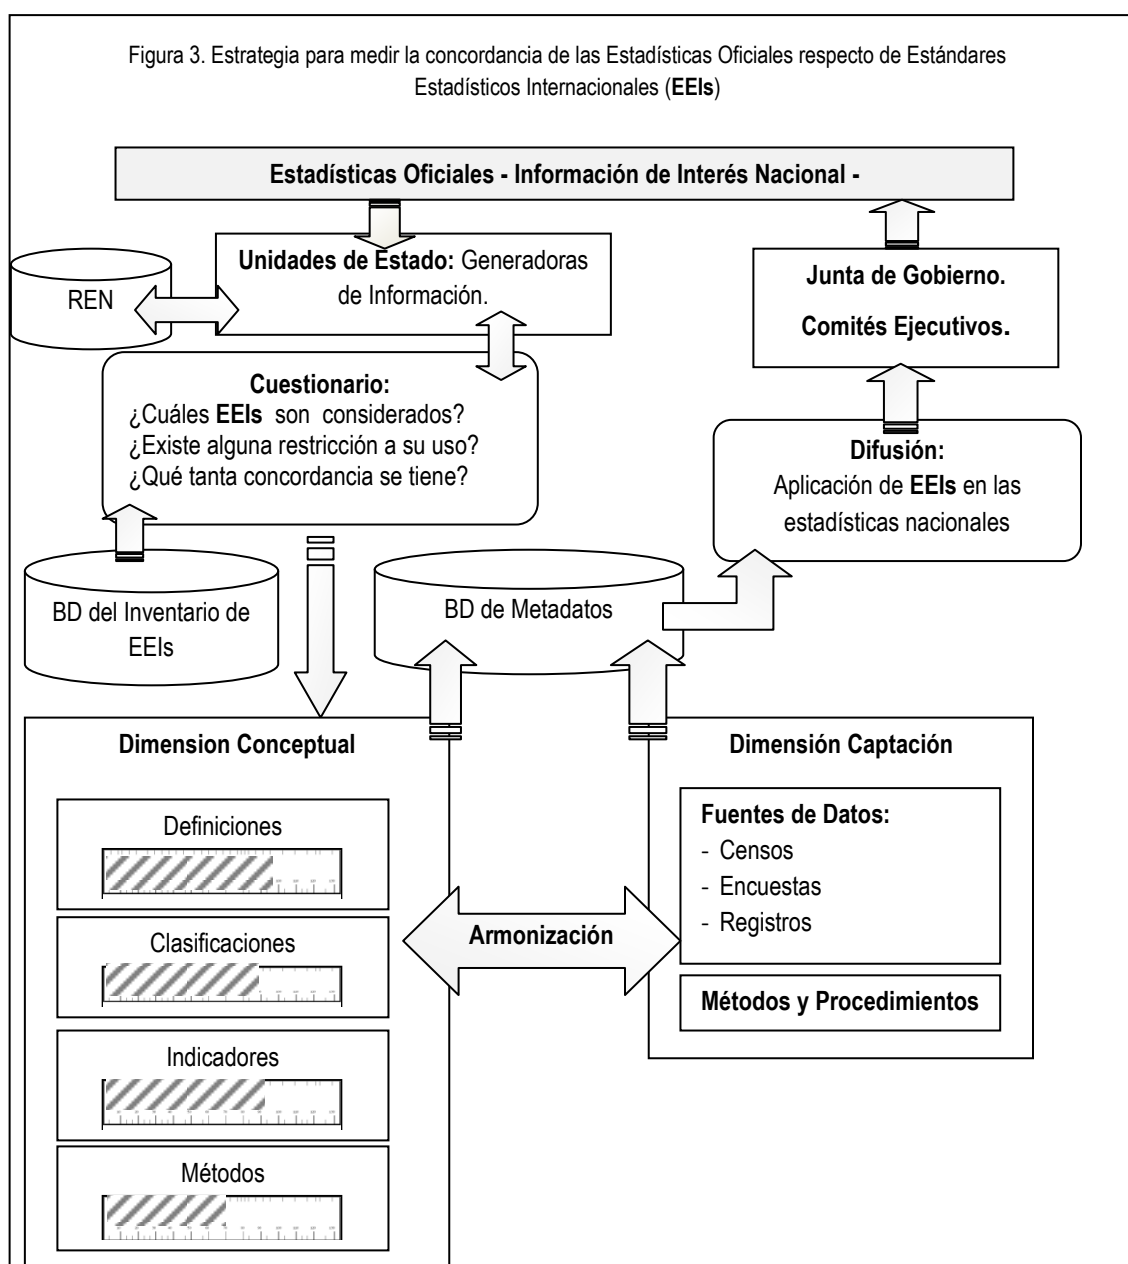 Figura 3. Estrategia para medir la concordancia de las Estadísticas Oficiales respecto de Estándares
Estadísticos Internacionales (EEIs)
Estadísticas Oficiales - Información de Interés Nacional -
Unidades de Estado: Generadoras
de Información.
REN
Junta de Gobierno.
Comités Ejecutivos.
Cuestionario:
¿Cuáles EEIs son considerados?
¿Existe alguna restricción a su uso?
¿Qué tanta concordancia se tiene?
Difusión:
Aplicación de EEIs en las
estadísticas nacionales
BD del Inventario de
EEIs
BD de Metadatos
Dimension Conceptual
Definiciones
Clasificaciones
Indicadores
Métodos
Armonización
Dimensión Captación
Fuentes de Datos:
- Censos
- Encuestas
- Registros
Métodos y Procedimientos